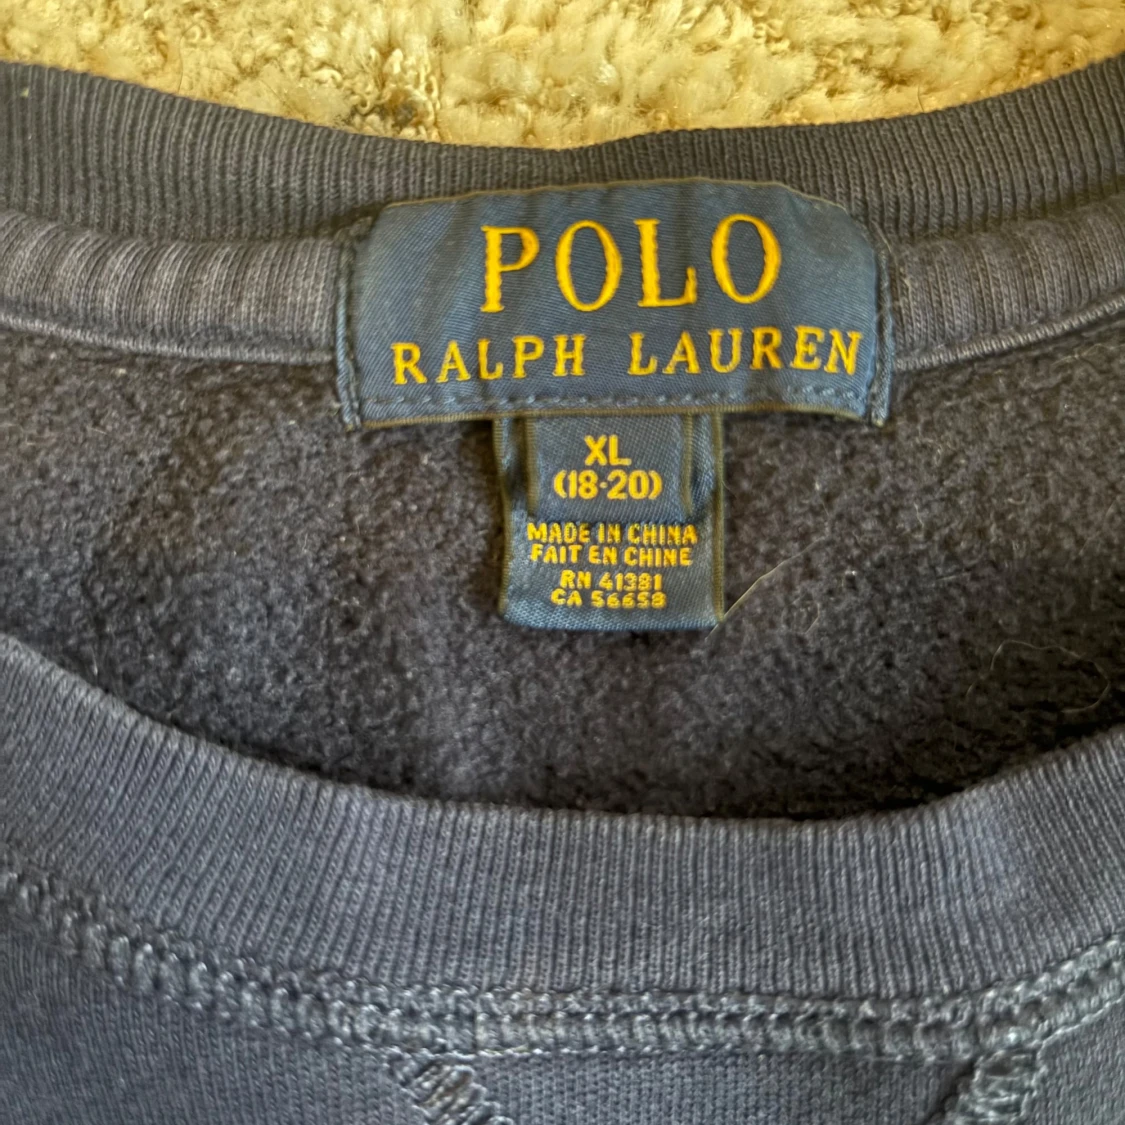 POLO
RALPH LAUREN
XL
(18-20)
MADE IN CHINA
FAIT EN CHINE
RN 41381
CA 56658